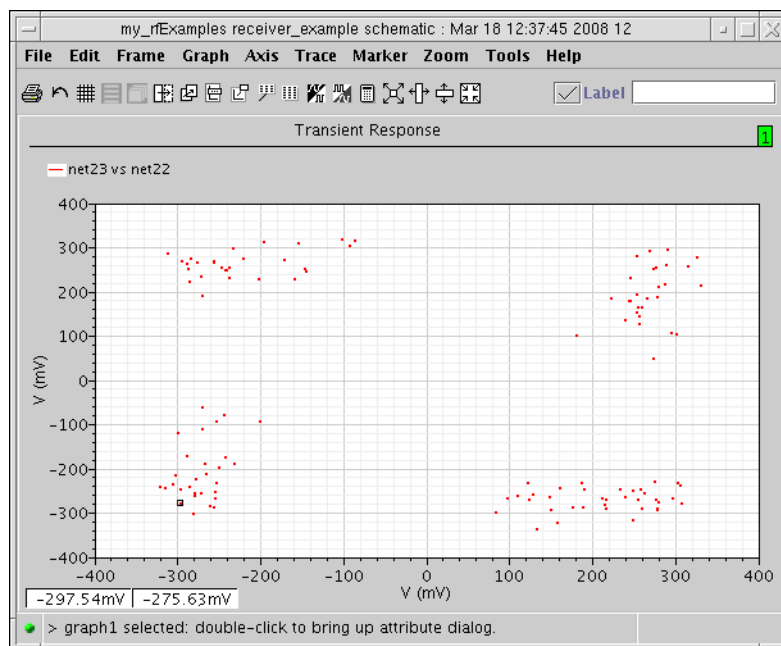 my_rfExamples receiver_example schematic : Mar 18 12:37:45 2008 12
File Edit Frame Graph Axis Trace Marker Zoom Tools Help
Label
Transient Response
1
net23 vs net22
400
300
200
100
0
-100
-200
-300
-400
V (mV)
-400 -300 -200 -100 0 100 200 300 400
V (mV)
-297.54mV -275.63mV
> graph1 selected: double-click to bring up attribute dialog.